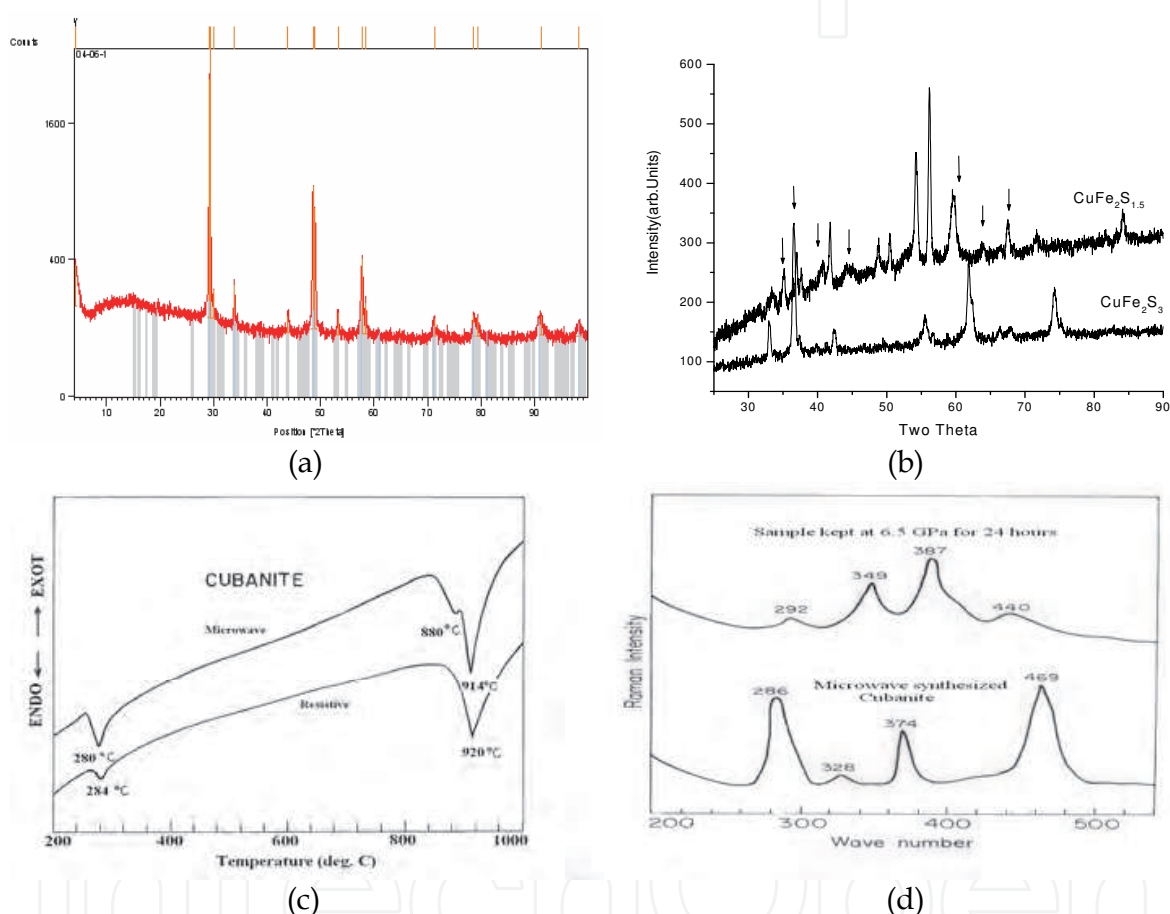 Counts
04-06-1
1600
400
0
10 20 30 40 50 60 70 80 90
Position [°2Theta]
(a)
600
500
400
300
200
100
Intensity(arb.Units)
CuFe2S1.5
CuFe2S3
30 40 50 60 70 80 90
Two Theta
(b)
ENDO ← → EXOT
CUBANITE
Microwave
880°C
914°C
Resistive
920°C
280 °C
284 °C
200 400 600 800 1000
Temperature (deg. C)
(c)
Raman Intensity
Sample kept at 6.5 GPa for 24 hours
387
349
292
440
Microwave synthesized
Cubanite
286
374
469
328
200 300 400 500
Wave number
(d)